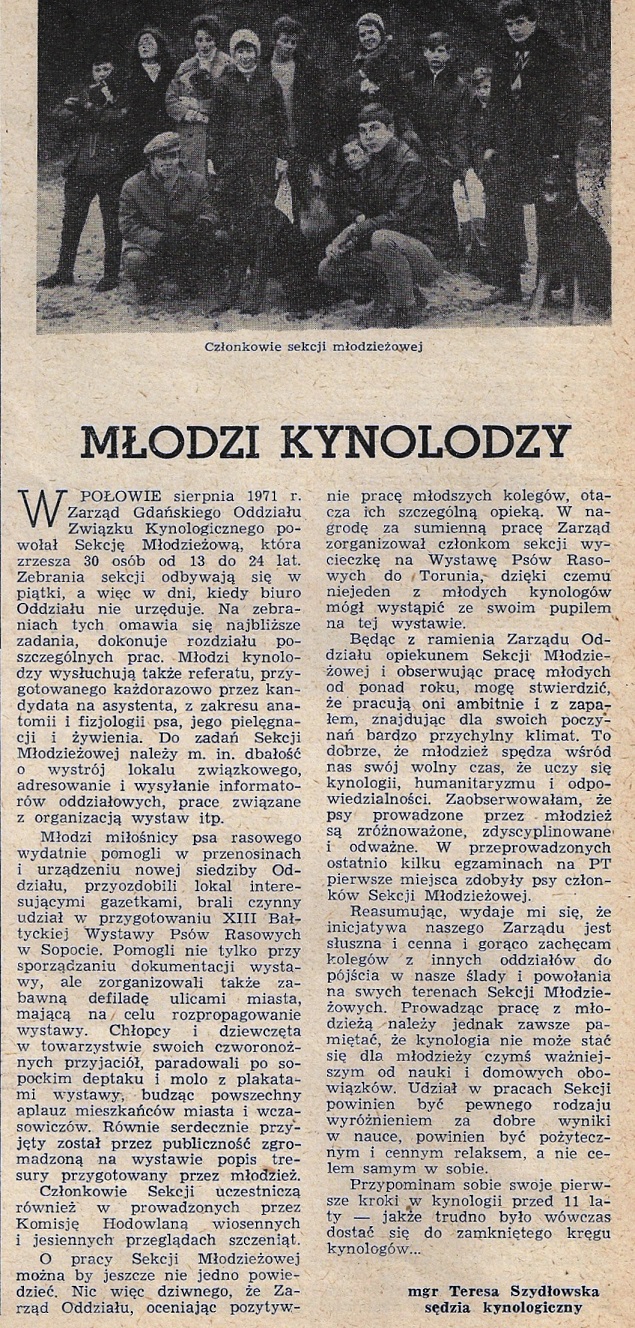 Członkowie sekcji młodzieżowej
MŁODZI KYNOLODZY
W POŁOWIE sierpnia 1971 r.
Zarząd Gdańskiego Oddziału
Związku Kynologicznego po-
wołał Sekcję Młodzieżową, która
zrzesza 30 osób od 13 do 24 lat.
Zebrania sekcji odbywają się w
piątki, a więc w dni, kiedy biuro
Oddziału nie urzęduje. Na zebra-
niach tych omawia się najbliższe
zadania, dokonuje rozdziału po-
szczególnych prac. Młodzi kynolo-
dzy wysłuchują także referatu, przy-
gotowanego każdorazowo przez kan-
dydata na asystenta, z zakresu ana-
tomii i fizjologii psa, jego pielęgna-
cji i żywienia. Do zadań Sekcji
Młodzieżowej należy m. in. dbałość
o wystrój lokalu związkowego,
adresowanie i wysyłanie informato-
rów oddziałowych, prace związane
z organizacją wystaw itp.
Młodzi miłośnicy psa rasowego
wydatnie pomogli w przenosinach
i urządzeniu nowej siedziby Od-
działu, przyozdobili lokal intere-
sującymi gazetkami, brali czynny
udział w przygotowaniu XIII Bał-
tyckiej Wystawy Psów Rasowych
w Sopocie. Pomogli nie tylko przy
sporządzaniu dokumentacji wysta-
wy, ale zorganizowali także za-
bawną defiladę ulicami miasta,
mającą na celu rozpropagowanie
wystawy. Chłopcy i dziewczęta
w towarzystwie swoich czworonoż-
nych przyjaciół, paradowali po so-
pockim deptaku i molo z plakata-
mi wystawy, budząc powszechny
aplauz mieszkańców miasta i wcza-
sowiczów. Równie serdecznie przy-
jęty został przez publiczność zgro-
madzoną na wystawie popis tre-
sury przygotowany przez młodzież.
Członkowie Sekcji uczestniczą
również w prowadzonych przez
Komisję Hodowlaną wiosennych
i jesiennych przeglądach szczeniąt.
O pracy Sekcji Młodzieżowej
można by jeszcze nie jedno powie-
dzieć. Nic więc dziwnego, że Za-
rząd Oddziału, oceniając pozytyw-
nie pracę młodszych kolegów, ota-
cza ich szczególną opieką. W na-
grodę za sumienną pracę Zarząd
zorganizował członkom sekcji wy-
cieczkę na Wystawę Psów Raso-
wych do Torunia, dzięki czemu
niejeden z młodych kynologów
mógł wystąpić ze swoim pupilem
na tej wystawie.
Będąc z ramienia Zarządu Od-
działu opiekunem Sekcji Młodzie-
żowej i obserwując pracę młodych
od ponad roku, mogę stwierdzić,
że pracują oni ambitnie i z zapa-
łem, znajdując dla swoich poczy-
nań bardzo przychylny klimat. To
dobrze, że młodzież spędza wśród
nas swój wolny czas, że uczy się
kynologii, humanitaryzmu i odpo-
wiedzialności. Zaobserwowałam, że
psy prowadzone przez młodzież
są zróżnoważone, zdyscyplinowane
i odważne. W przeprowadzonych
ostatnio kilku egzaminach na PT
pierwsze miejsca zdobyły psy człon-
ków Sekcji Młodzieżowej.
Reasumując, wydaje mi się, że
inicjatywa naszego Zarządu jest
słuszna i cenna i gorąco zachęcam
kolegów z innych oddziałów do
pójścia w nasze ślady i powołania
na swych terenach Sekcji Młodzie-
żowych. Prowadząc pracę z mło-
dzieżą należy jednak zawsze pa-
miętać, że kynologia nie może stać
się dla młodzieży czymś ważniej-
szym od nauki i domowych obo-
wiązków. Udział w pracach Sekcji
powinien być pewnego rodzaju
wyróżnieniem za dobre wyniki
w nauce, powinien być pożytecz-
nym i cennym relaksem, a nie ce-
lem samym w sobie.
Przypominam sobie swoje pierw-
sze kroki w kynologii przed 11 la-
ty — jakże trudno było wówczas
dostać się do zamkniętego kręgu
kynologów...
mgr Teresa Szydłowska
sędzia kynologiczny